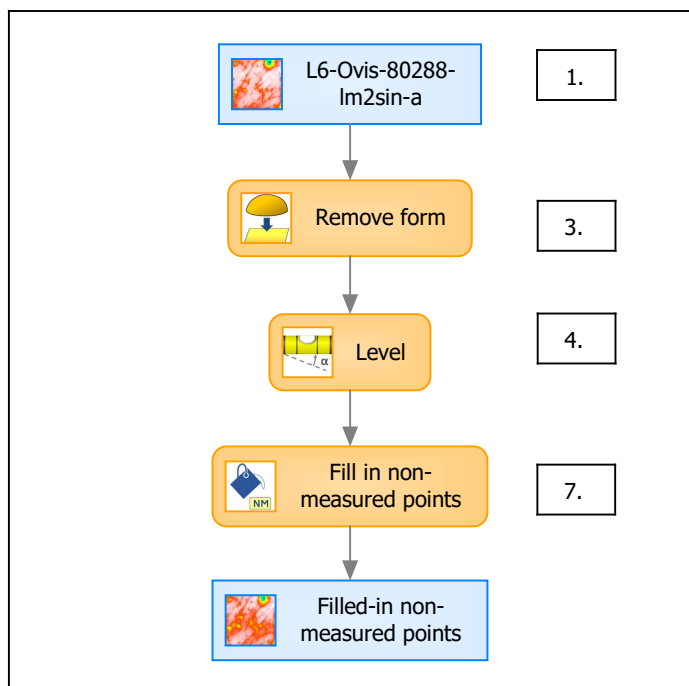 L6-Ovis-80288-
lm2sin-a
1.
Remove form
3.
α
Level
4.
NM
Fill in non-
measured points
7.
Filled-in non-
measured points